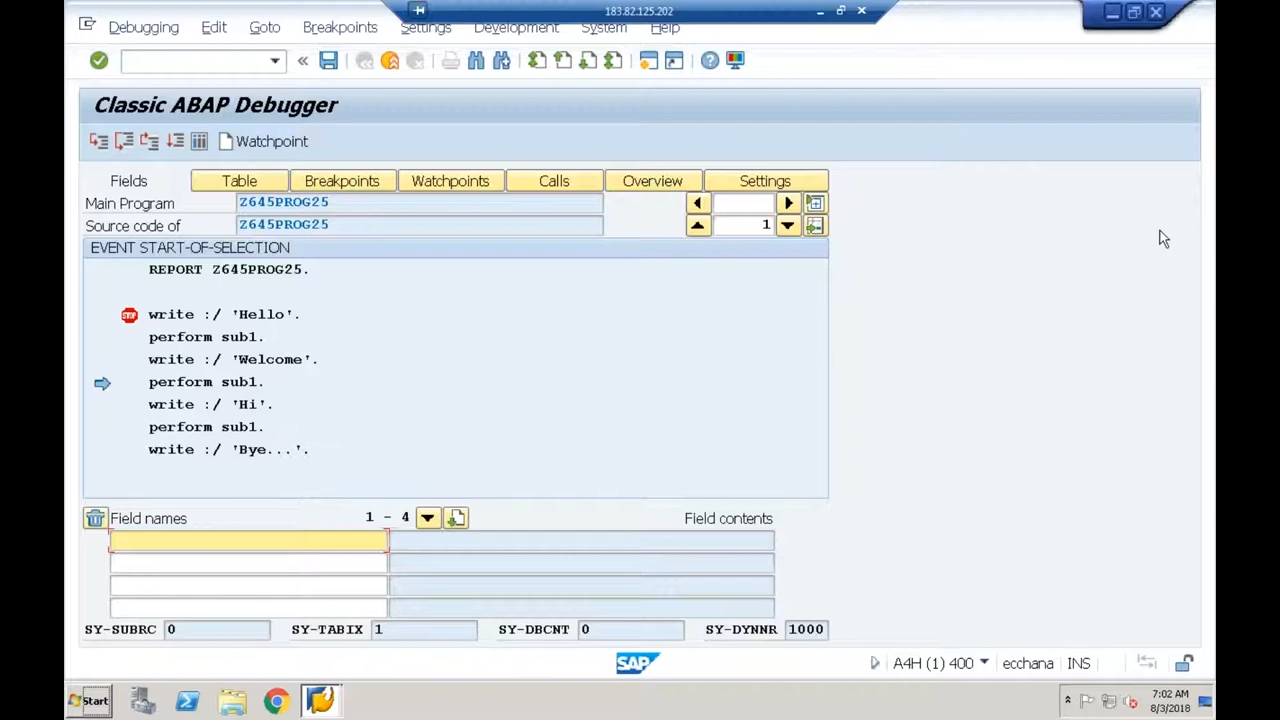 183.82.125.202
Debugging Edit Goto Breakpoints Settings Development System Help
Classic ABAP Debugger
Watchpoint
Fields Table Breakpoints Watchpoints Calls Overview Settings
Main Program Z645PROG25
Source code of Z645PROG25 1
EVENT START-OF-SELECTION
REPORT Z645PROG25.
STOP write :/ 'Hello'.
perform sub1.
write :/ 'Welcome'.
perform sub1.
write :/ 'Hi'.
perform sub1.
write :/ 'Bye...'.
Field names 1 - 4 Field contents
SY-SUBRC 0 SY-TABIX 1 SY-DBCNT 0 SY-DYNNR 1000
SAP A4H (1) 400 ecchana INS
Start 7:02 AM
8/3/2018